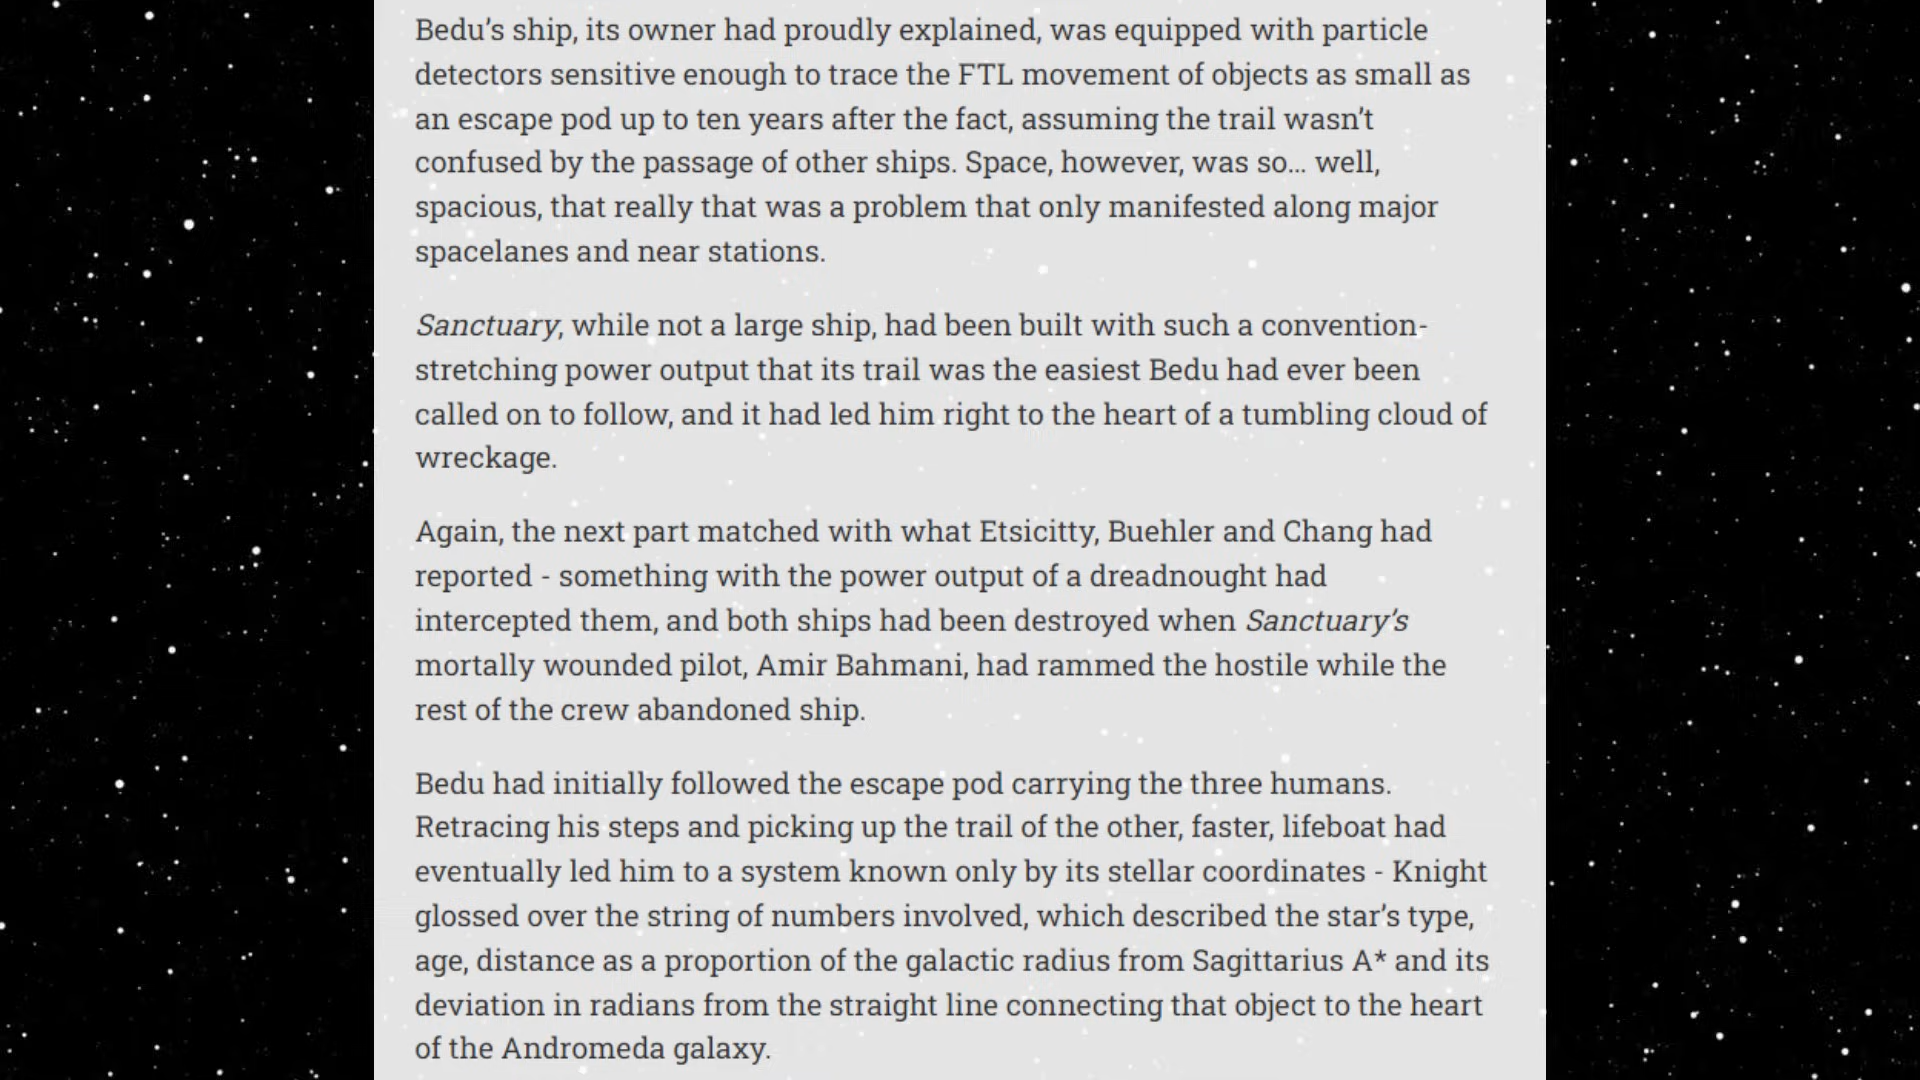 Bedu’s ship, its owner had proudly explained, was equipped with particle
detectors sensitive enough to trace the FTL movement of objects as small as
an escape pod up to ten years after the fact, assuming the trail wasn’t
confused by the passage of other ships. Space, however, was so… well,
spacious, that really that was a problem that only manifested along major
spacelanes and near stations.
Sanctuary, while not a large ship, had been built with such a convention-
stretching power output that its trail was the easiest Bedu had ever been
called on to follow, and it had led him right to the heart of a tumbling cloud of
wreckage.
Again, the next part matched with what Etsicitty, Buehler and Chang had
reported - something with the power output of a dreadnought had
intercepted them, and both ships had been destroyed when Sanctuary’s
mortally wounded pilot, Amir Bahmani, had rammed the hostile while the
rest of the crew abandoned ship.
Bedu had initially followed the escape pod carrying the three humans.
Retracing his steps and picking up the trail of the other, faster, lifeboat had
eventually led him to a system known only by its stellar coordinates - Knight
glossed over the string of numbers involved, which described the star’s type,
age, distance as a proportion of the galactic radius from Sagittarius A* and its
deviation in radians from the straight line connecting that object to the heart
of the Andromeda galaxy.